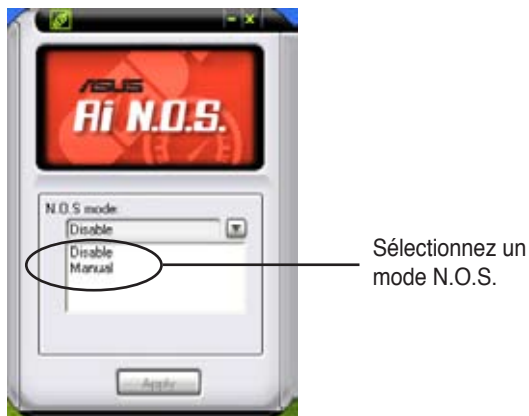 ASUS
Ai N.O.S.
N.O.S mode:
Disable
Disable
Manual
Sélectionnez un
mode N.O.S.
Apply